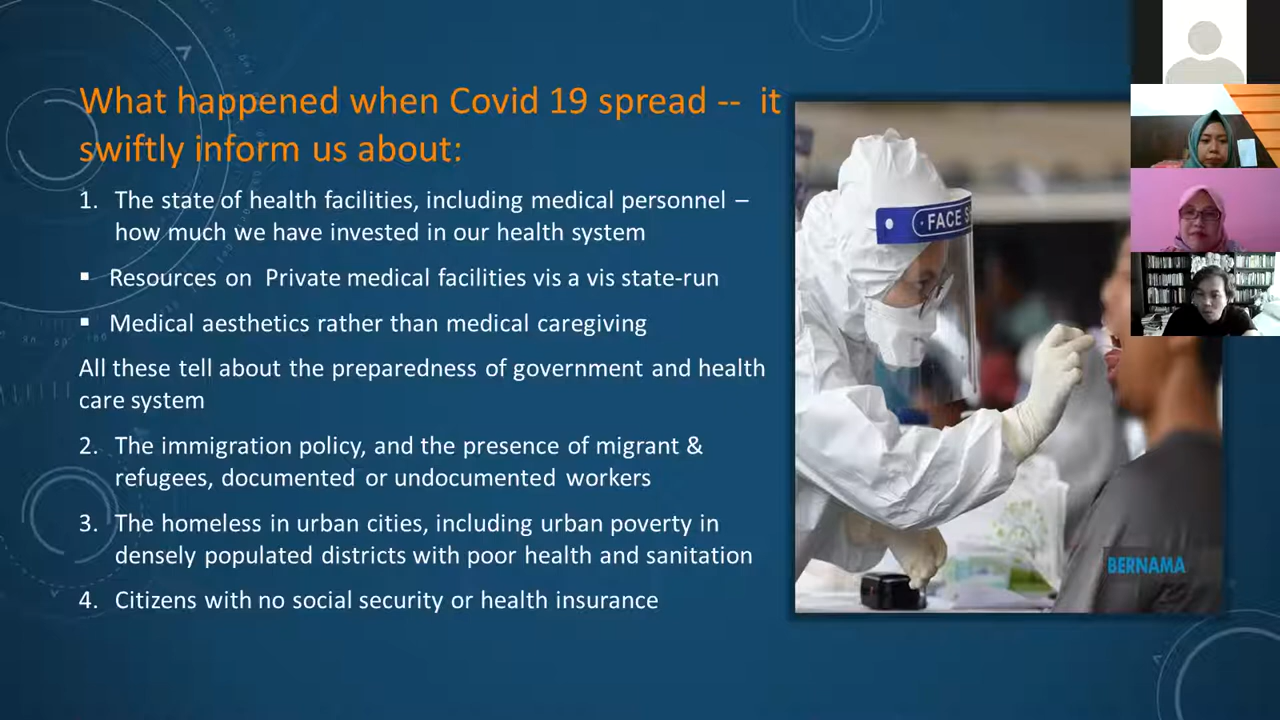 What happened when Covid 19 spread -- it
swiftly inform us about:
1. The state of health facilities, including medical personnel –
how much we have invested in our health system
▪ Resources on Private medical facilities vis a vis state-run
▪ Medical aesthetics rather than medical caregiving
All these tell about the preparedness of government and health
care system
2. The immigration policy, and the presence of migrant &
refugees, documented or undocumented workers
3. The homeless in urban cities, including urban poverty in
densely populated districts with poor health and sanitation
4. Citizens with no social security or health insurance
FACE
BERNAMA